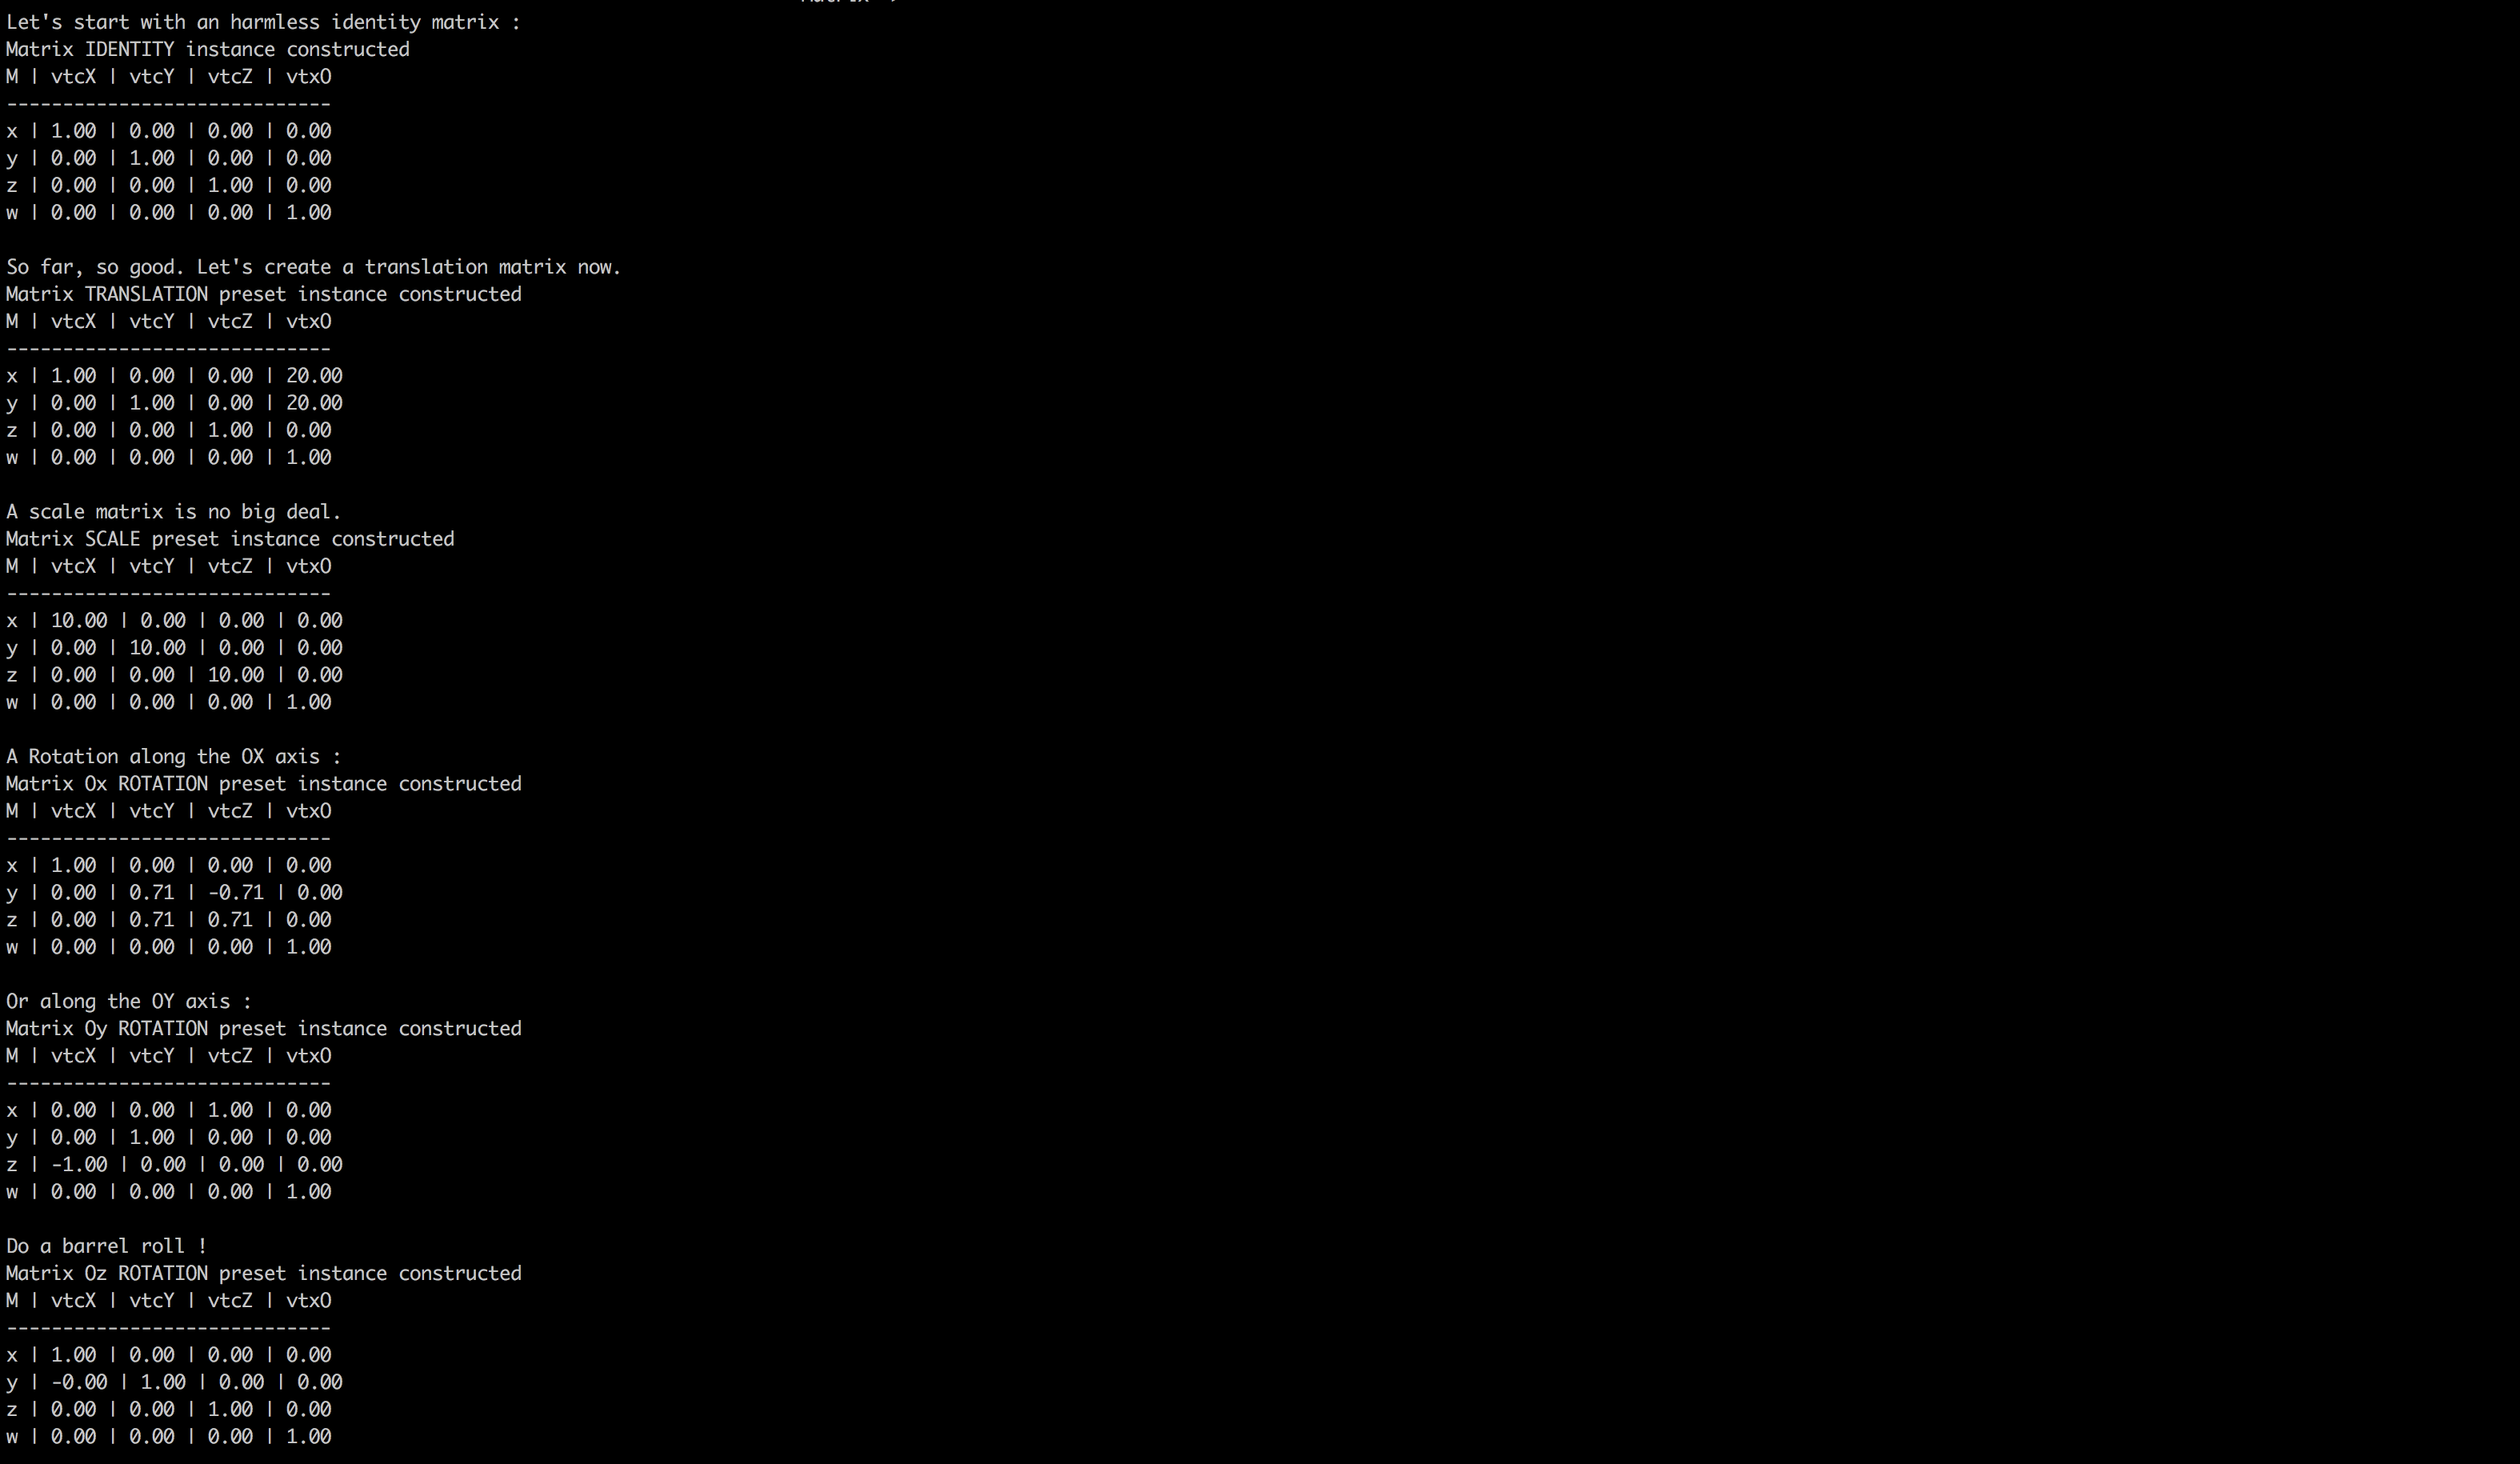 Let's start with an harmless identity matrix :
Matrix IDENTITY instance constructed
M | vtcX | vtcY | vtcZ | vtxO
-----------------------------
x | 1.00 | 0.00 | 0.00 | 0.00
y | 0.00 | 1.00 | 0.00 | 0.00
z | 0.00 | 0.00 | 1.00 | 0.00
w | 0.00 | 0.00 | 0.00 | 1.00

So far, so good. Let's create a translation matrix now.
Matrix TRANSLATION preset instance constructed
M | vtcX | vtcY | vtcZ | vtxO
-----------------------------
x | 1.00 | 0.00 | 0.00 | 20.00
y | 0.00 | 1.00 | 0.00 | 20.00
z | 0.00 | 0.00 | 1.00 | 0.00
w | 0.00 | 0.00 | 0.00 | 1.00

A scale matrix is no big deal.
Matrix SCALE preset instance constructed
M | vtcX | vtcY | vtcZ | vtxO
-----------------------------
x | 10.00 | 0.00 | 0.00 | 0.00
y | 0.00 | 10.00 | 0.00 | 0.00
z | 0.00 | 0.00 | 10.00 | 0.00
w | 0.00 | 0.00 | 0.00 | 1.00

A Rotation along the OX axis :
Matrix Ox ROTATION preset instance constructed
M | vtcX | vtcY | vtcZ | vtxO
-----------------------------
x | 1.00 | 0.00 | 0.00 | 0.00
y | 0.00 | 0.71 | -0.71 | 0.00
z | 0.00 | 0.71 | 0.71 | 0.00
w | 0.00 | 0.00 | 0.00 | 1.00

Or along the OY axis :
Matrix Oy ROTATION preset instance constructed
M | vtcX | vtcY | vtcZ | vtxO
-----------------------------
x | 0.00 | 0.00 | 1.00 | 0.00
y | 0.00 | 1.00 | 0.00 | 0.00
z | -1.00 | 0.00 | 0.00 | 0.00
w | 0.00 | 0.00 | 0.00 | 1.00

Do a barrel roll !
Matrix Oz ROTATION preset instance constructed
M | vtcX | vtcY | vtcZ | vtxO
-----------------------------
x | 1.00 | 0.00 | 0.00 | 0.00
y | -0.00 | 1.00 | 0.00 | 0.00
z | 0.00 | 0.00 | 1.00 | 0.00
w | 0.00 | 0.00 | 0.00 | 1.00